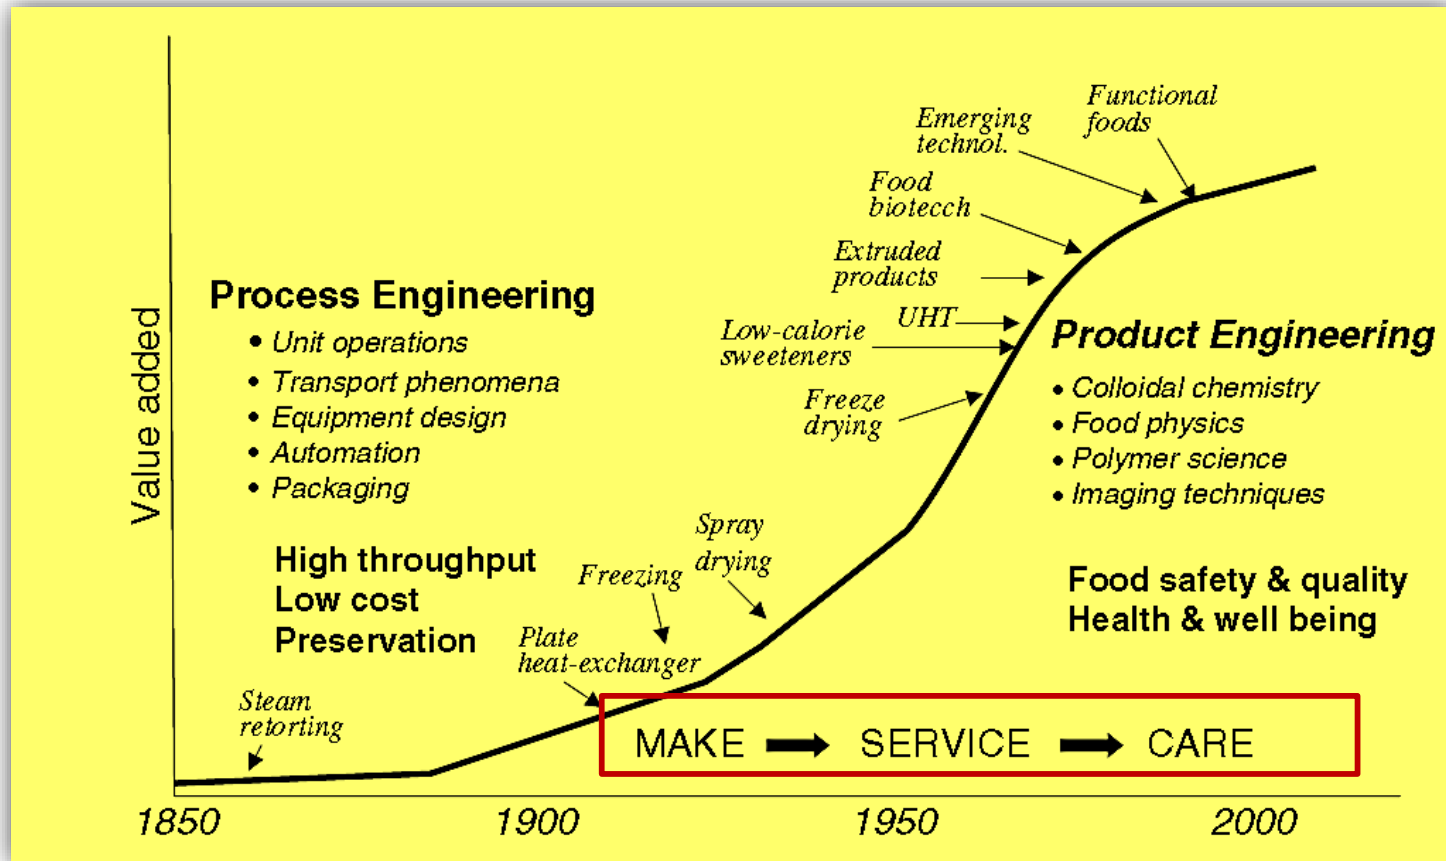 Functional
foods
Emerging
technol.
Food
biotecch
Extruded
products
UHT
Low-calorie
sweeteners
Freeze
drying
Process Engineering
• Unit operations
• Transport phenomena
• Equipment design
• Automation
• Packaging
High throughput
Low cost
Preservation
Product Engineering
• Colloidal chemistry
• Food physics
• Polymer science
• Imaging techniques
Food safety & quality
Health & well being
Spray
drying
Freezing
Plate
heat-exchanger
Steam
retorting
MAKE → SERVICE → CARE
Value added
1850 1900 1950 2000